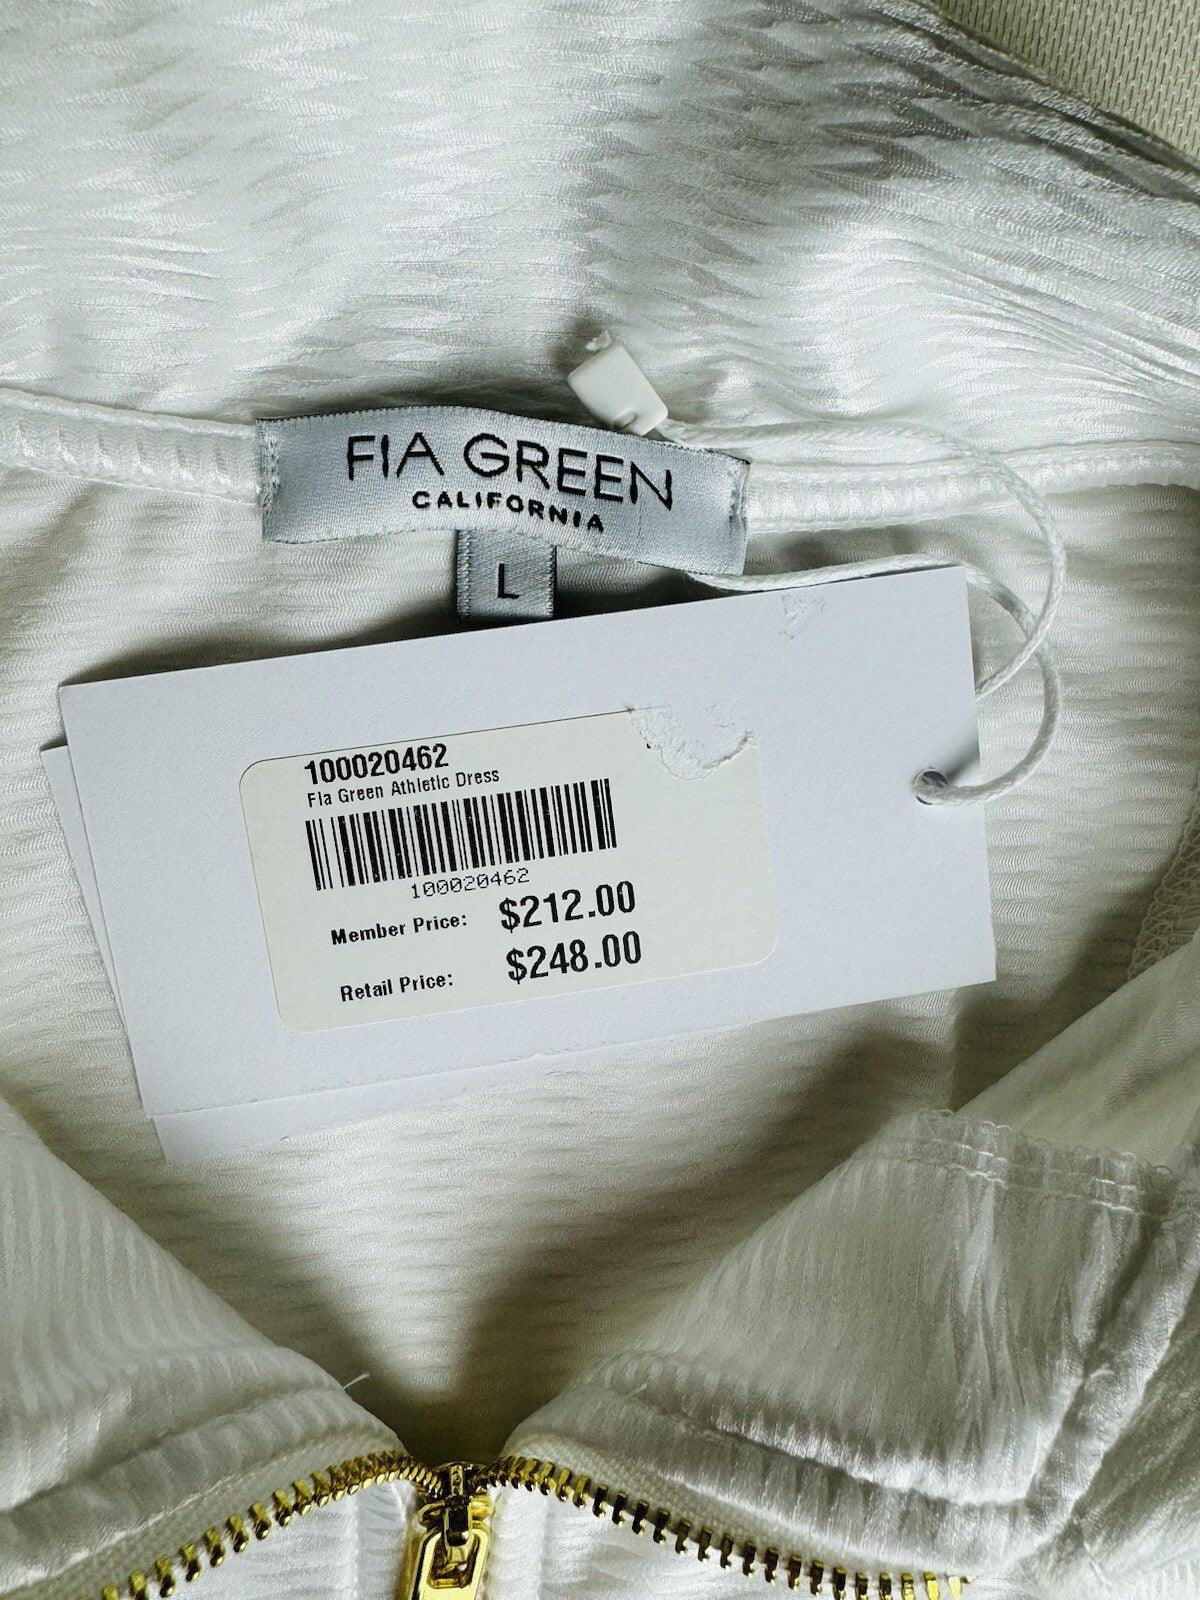 FIA GREEN
CALIFORNIA
L
100020462
Fia Green Athletic Dress
100020462
Member Price: $212.00
Retail Price: $248.00